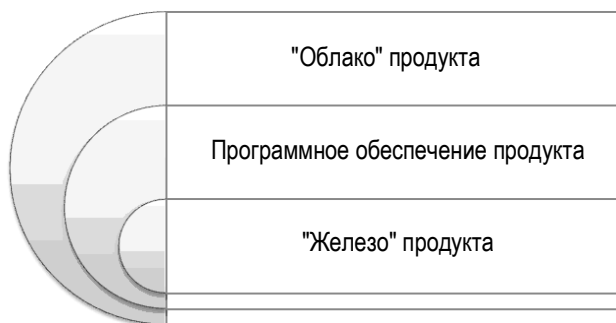 "Облако" продукта
Программное обеспечение продукта
"Железо" продукта